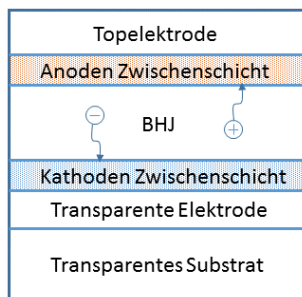 Topelektrode
Anoden Zwischenschicht
−
BHJ
+
Kathoden Zwischenschicht
Transparente Elektrode
Transparentes Substrat